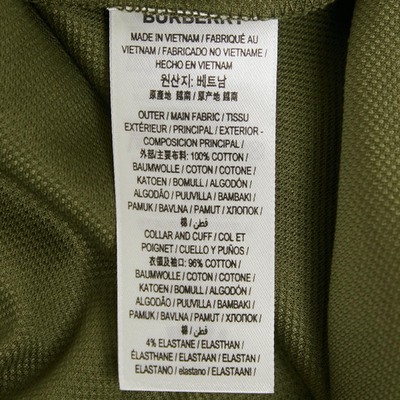 BURBERRY
MADE IN VIETNAM / FABRIQUÉ AU
VIETNAM / FABRICADO NO VIETNAME /
HECHO EN VIETNAM
원산지: 베트남
原產地 越南 / 原产地 越南
OUTER / MAIN FABRIC / TISSU
EXTÉRIEUR / PRINCIPAL / EXTERIOR -
COMPOSICION PRINCIPAL /
外部/主要布料: 100% COTTON /
BAUMWOLLE / COTON / COTONE /
KATOEN / BOMULL / ALGODÓN /
ALGODÃO / PUUVILLA / BAMBAKI /
PAMUK / BAVLNA / PAMUT / ХЛОПОК /
棉 / قطن /
COLLAR AND CUFF / COL ET
POIGNET / CUELLO Y PUÑOS /
衣领及袖口: 96% COTTON /
BAUMWOLLE / COTON / COTONE /
KATOEN / BOMULL / ALGODÓN /
ALGODÃO / PUUVILLA / BAMBAKI /
PAMUK / BAVLNA / PAMUT / ХЛОПОК /
棉 / قطن /
4% ELASTANE / ELASTHAN /
ÉLASTHANE / ELASTAAN / ELASTAN /
ELASTANO / elastano / ELASTAANI /